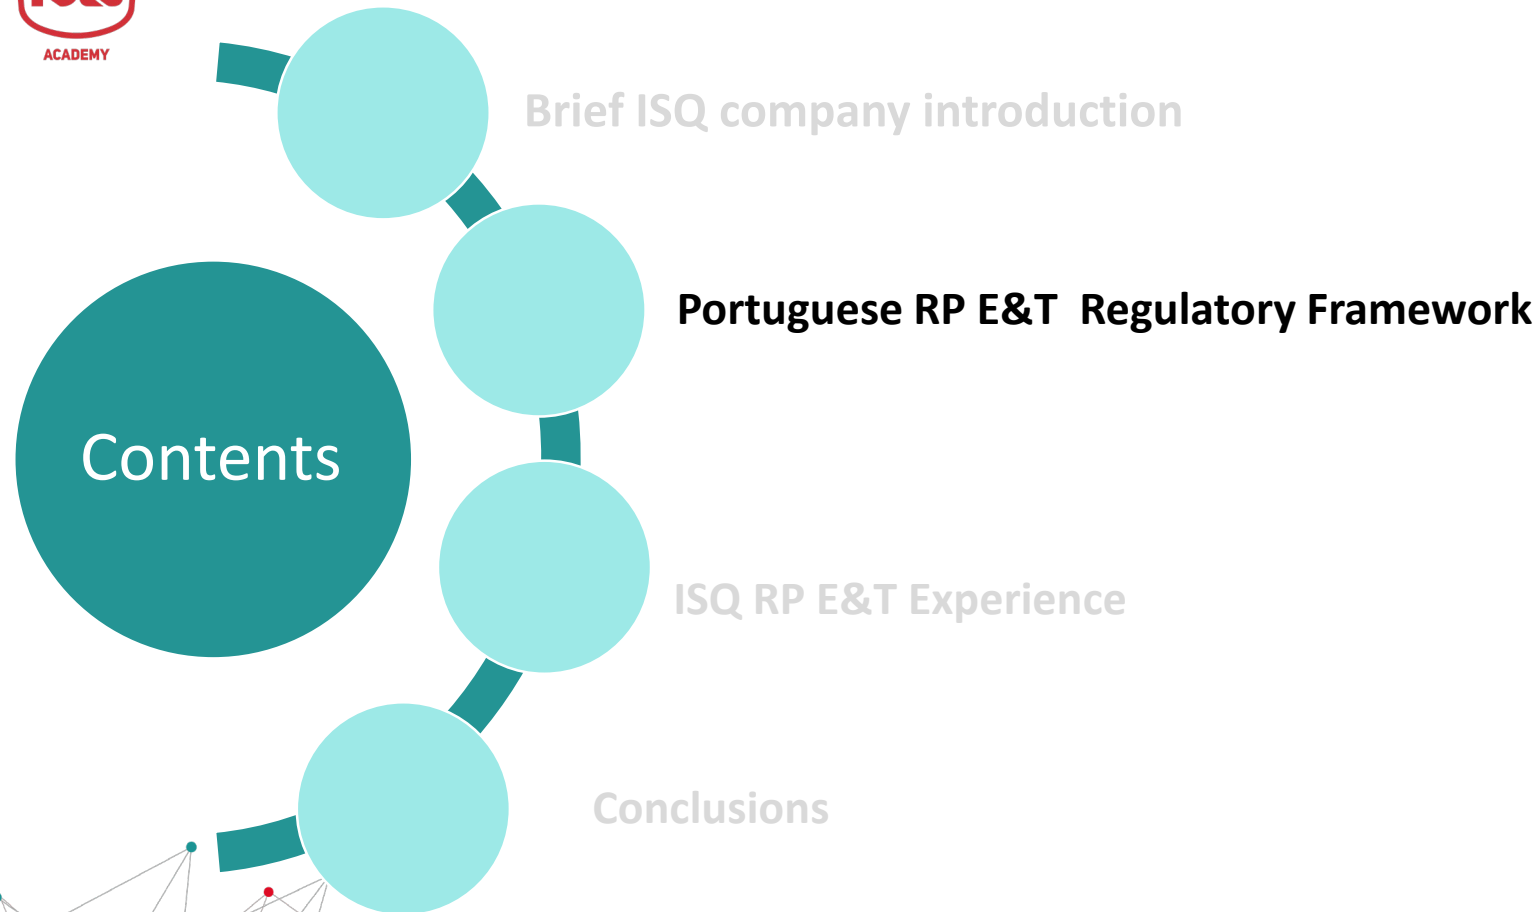 ACADEMY
Brief ISQ company introduction
Portuguese RP E&T  Regulatory Framework
Contents
ISQ RP E&T Experience
Conclusions